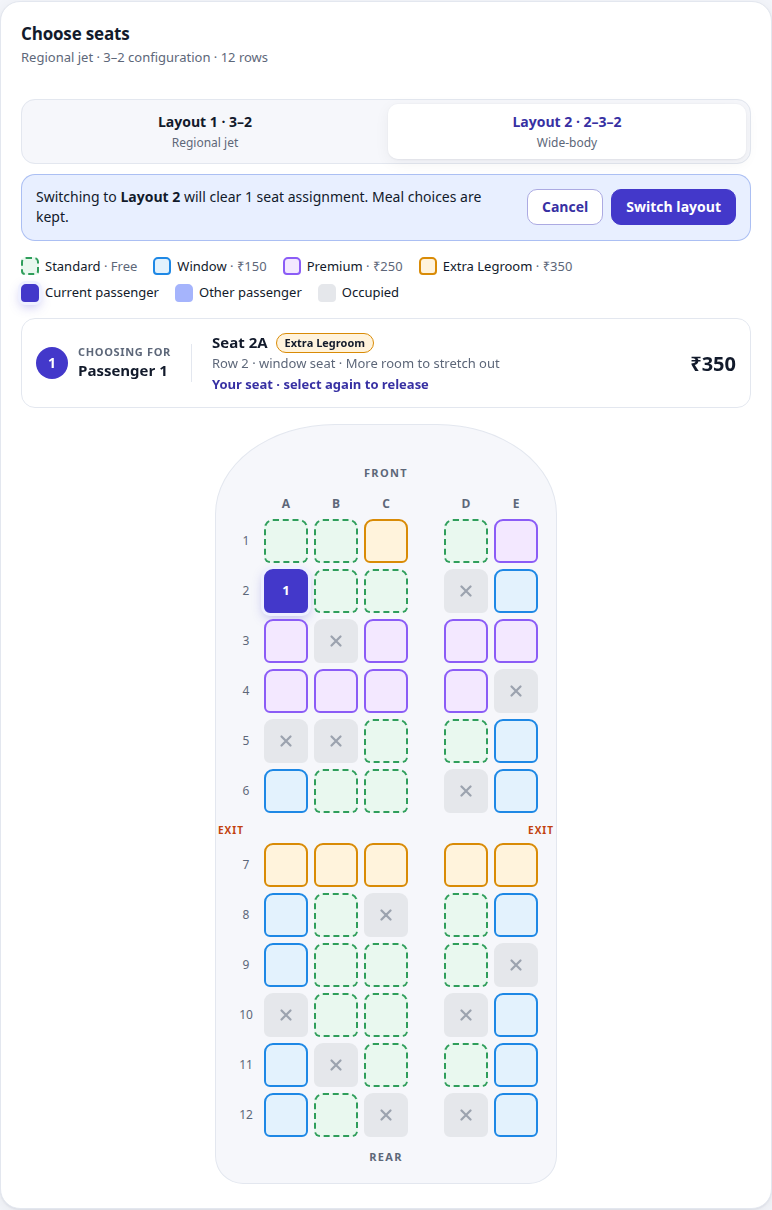 Choose seats
Regional jet · 3–2 configuration · 12 rows
Layout 1 · 3–2
Regional jet
Layout 2 · 2–3–2
Wide-body
Switching to Layout 2 will clear 1 seat assignment. Meal choices are
kept.
Cancel
Switch layout
Standard · Free
Window · ₹150
Premium · ₹250
Extra Legroom · ₹350
Current passenger
Other passenger
Occupied
1
CHOOSING FOR
Passenger 1
Seat 2A
Extra Legroom
Row 2 · window seat · More room to stretch out
Your seat · select again to release
₹350
FRONT
A B C D E
1
2 1
3
4
5
6
EXIT EXIT
7
8
9
10
11
12
REAR